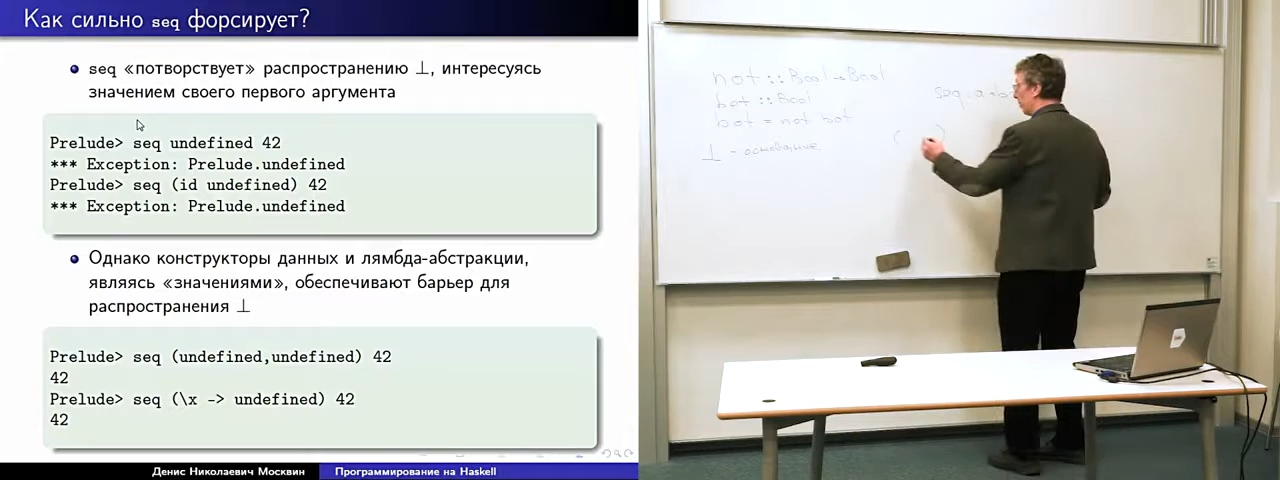 Как сильно seq форсирует?
seq «потворствует» распространению ⊥, интересуясь
значением своего первого аргумента
Prelude> seq undefined 42
*** Exception: Prelude.undefined
Prelude> seq (id undefined) 42
*** Exception: Prelude.undefined
Однако конструкторы данных и лямбда-абстракции,
являясь «значениями», обеспечивают барьер для
распространения ⊥
Prelude> seq (undefined,undefined) 42
42
Prelude> seq (\x -> undefined) 42
42
Денис Николаевич Москвин
Программирование на Haskell
not :: Bool → Bool
bot :: Bool
bot = not bot
⊥ - основание
seq